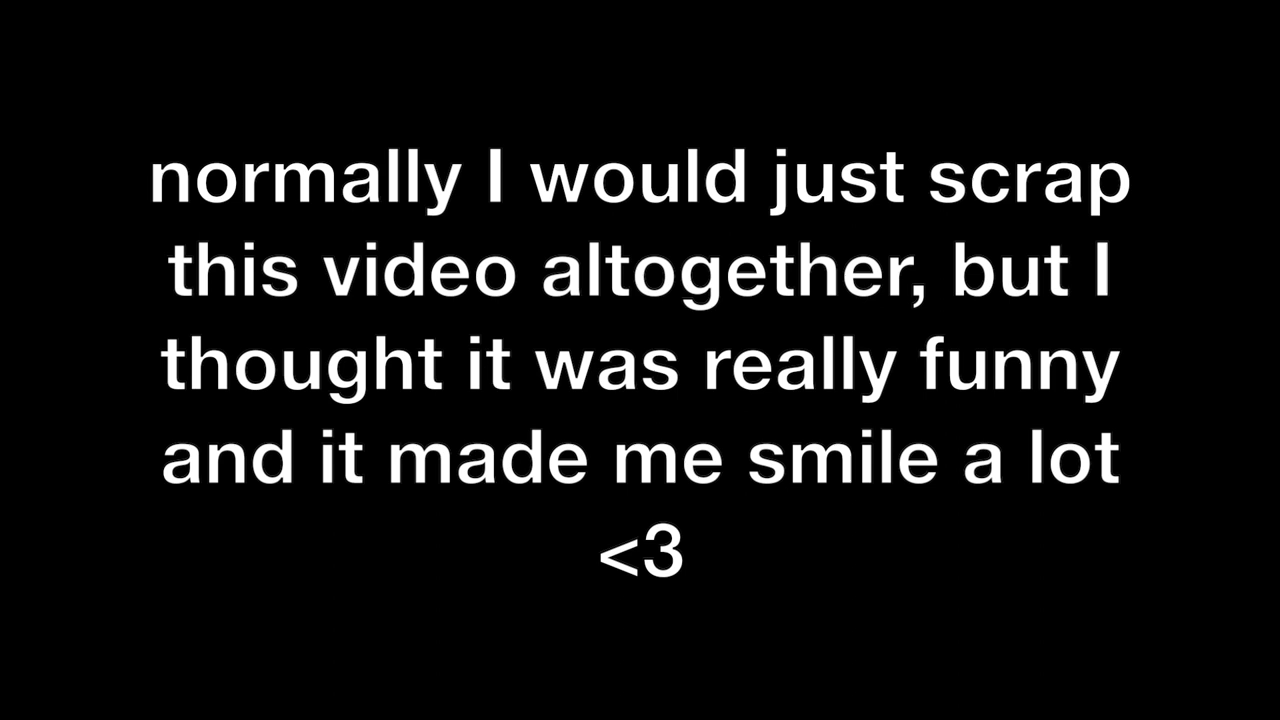 normally I would just scrap
this video altogether, but I
thought it was really funny
and it made me smile a lot
<3